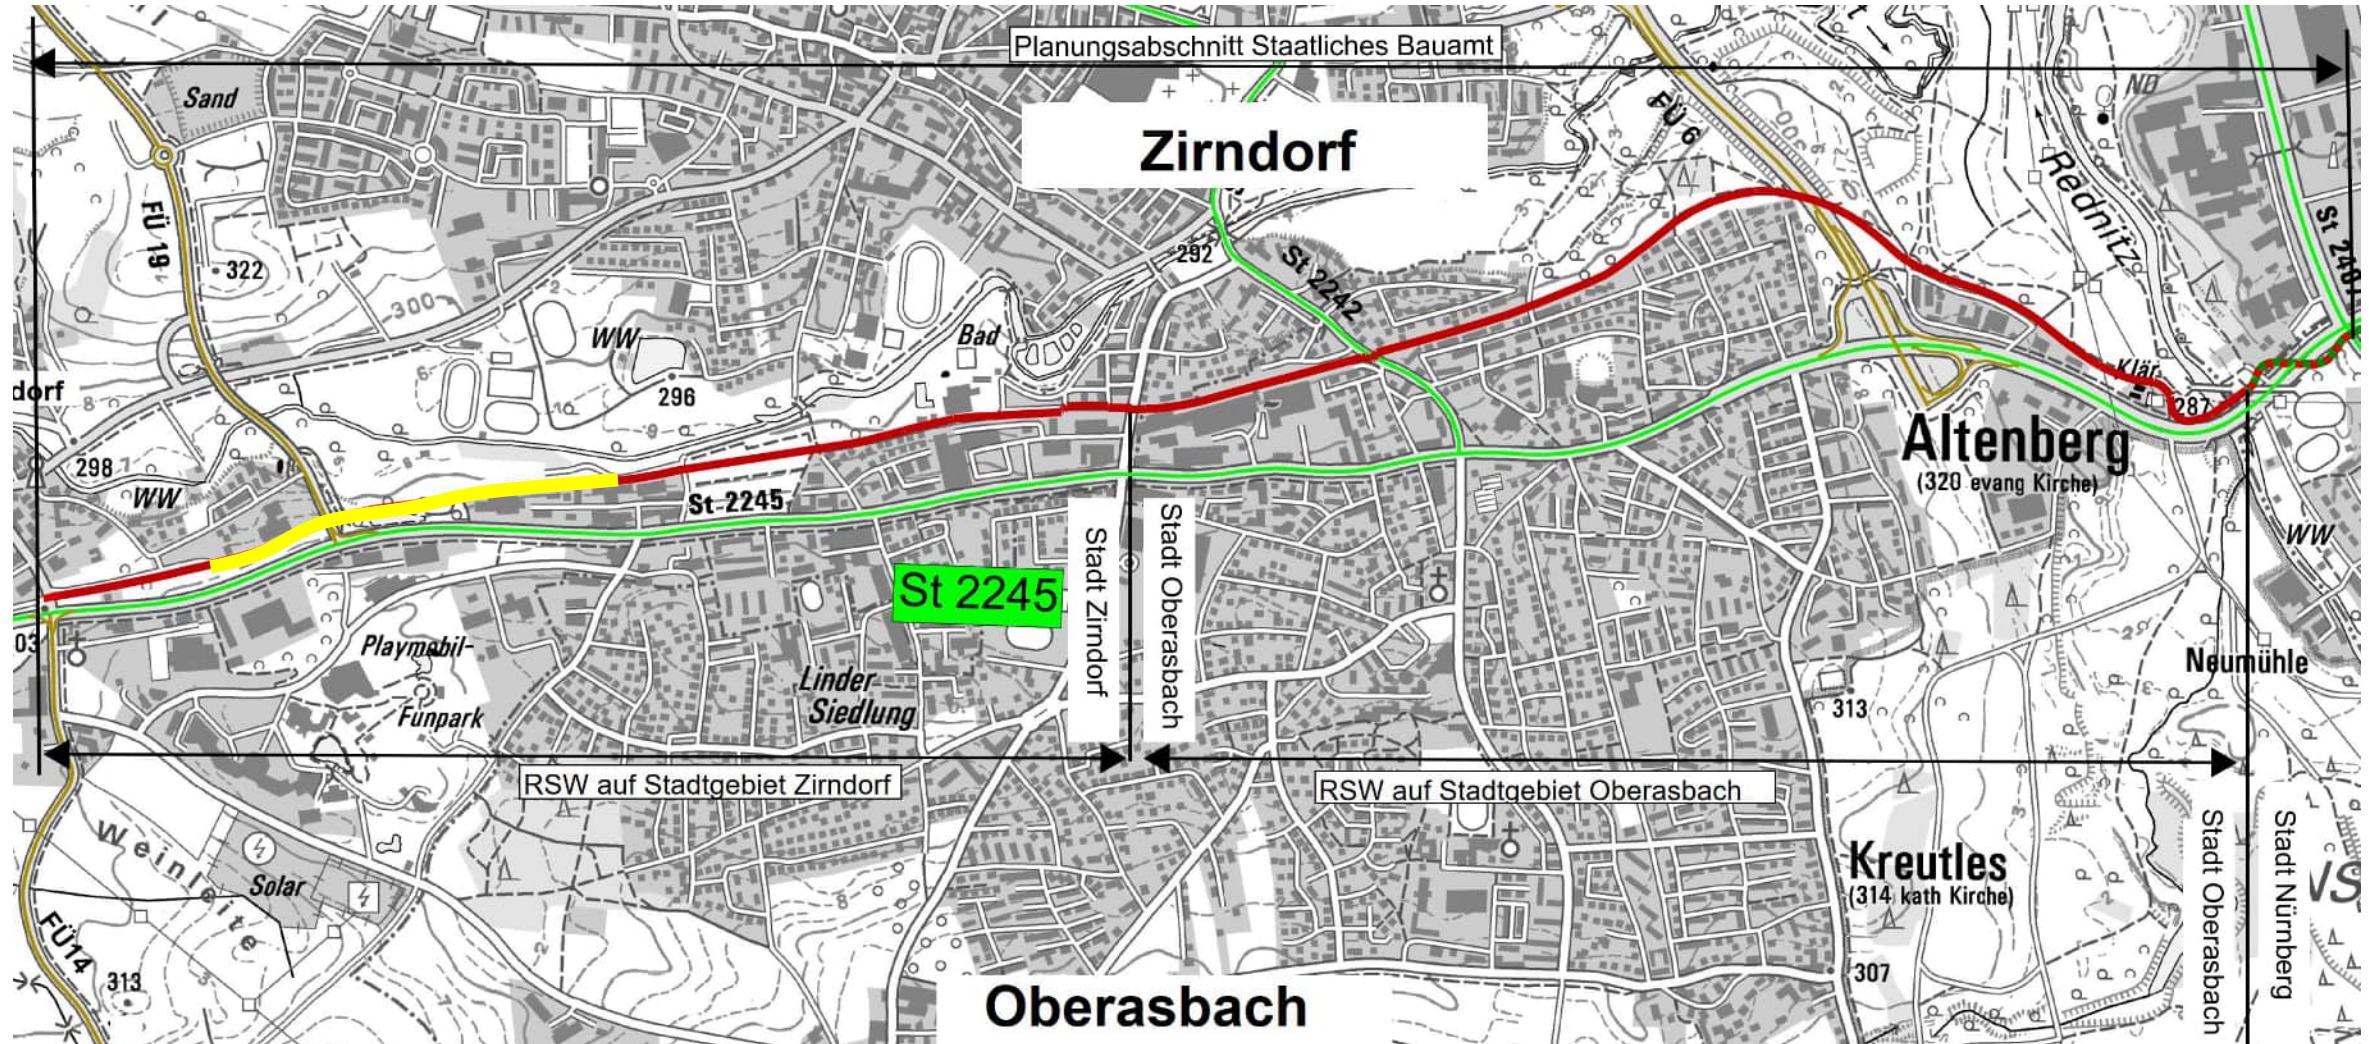 Planungsabschnitt Staatliches Bauamt
Sand
Zirndorf
FÜ 6
ND
Rednitz
St 2242
FÜ 19
322
300
292
WW
Bad
296
dorf
298
WW
St 2245
Klär
287
Altenberg
(320 evang Kirche)
WW
St 2245
Stadt Zirndorf
Stadt Oberasbach
03
Playmobil-
Funpark
Linder
Siedlung
Neumühle
313
RSW auf Stadtgebiet Zirndorf
RSW auf Stadtgebiet Oberasbach
Weinleite
Solar
Kreutles
(314 kath Kirche)
Stadt Oberasbach
Stadt Nürnberg
FÜ14
313
307
Oberasbach